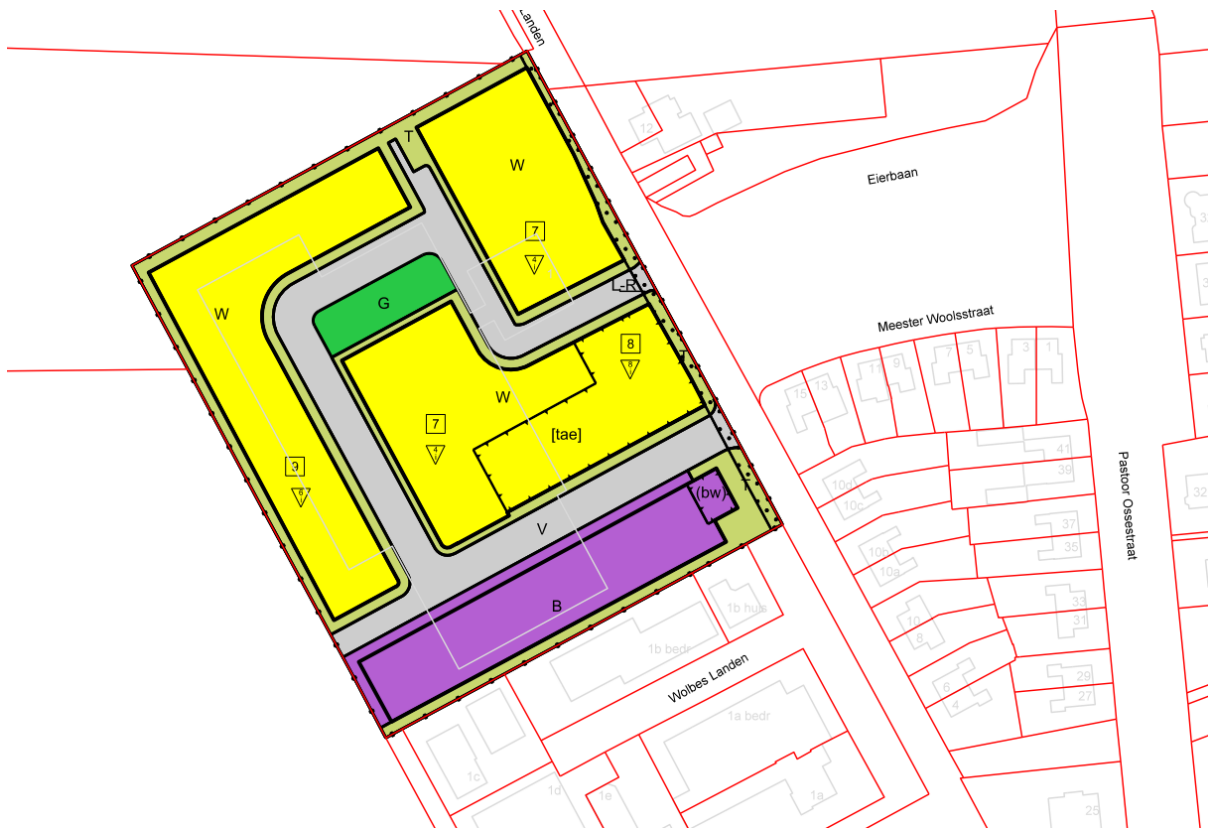 Landen
12
T
W
Eierbaan
7
4
L-R
G
W
Meester Woolsstraat
8
8
T
7
5
3
1
11
9
15
13
W
7
4
[tae]
41
39
9
6
(bw)
T
10d
10c
Pastoor Ossestraat
32
V
37
35
10b
10a
B
1b huis
33
31
10
8
1b bedr
Wolbes Landen
29
27
6
4
1a bedr
1c
1d
1e
1a
25